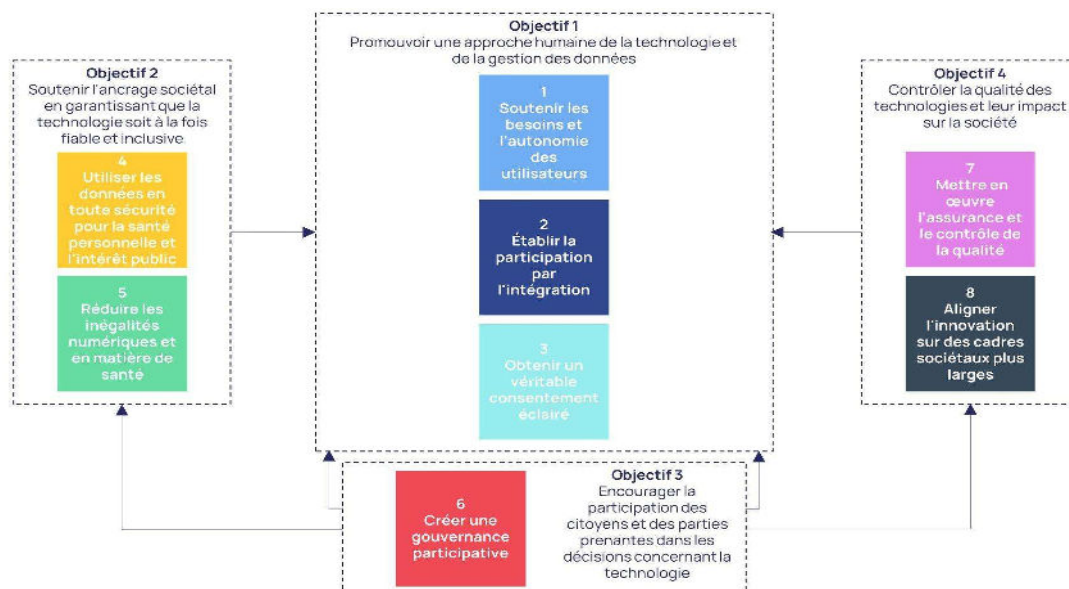 Objectif 1
Promouvoir une approche humaine de la technologie et
de la gestion des données
1
Soutenir les
besoins et
l'autonomie
des
utilisateurs
2
Établir la
participation
par
l'intégration
3
Obtenir un
véritable
consentement
éclairé
Objectif 2
Soutenir l'ancrage sociétal
en garantissant que la
technologie soit à la fois
fiable et inclusive
4
Utiliser les
données en
toute sécurité
pour la santé
personnelle et
l'intérêt public
5
Réduire les
inégalités
numériques et
en matière de
santé
Objectif 4
Contrôler la qualité des
technologies et leur impact
sur la société
7
Mettre en
œuvre
l'assurance et
le contrôle de
la qualité
8
Aligner
l'innovation
sur des cadres
sociétaux plus
larges
6
Créer une
gouvernance
participative
Objectif 3
Encourager la
participation des
citoyens et des parties
prenantes dans les
décisions concernant la
technologie